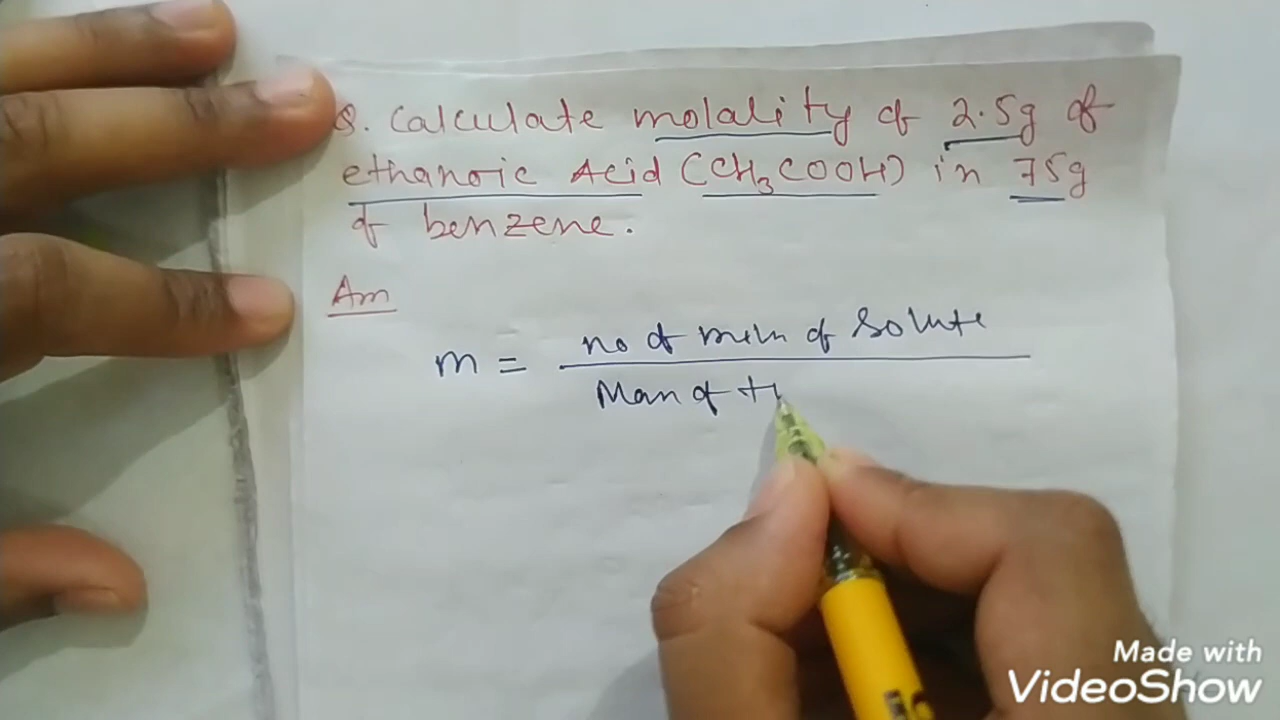 Q. Calculate molality of 2.5g of
ethanoic Acid (CH₃COOH) in 75g
of benzene.
Ans
m = no of moles of Solute
Mass of th
Made with
VideoShow